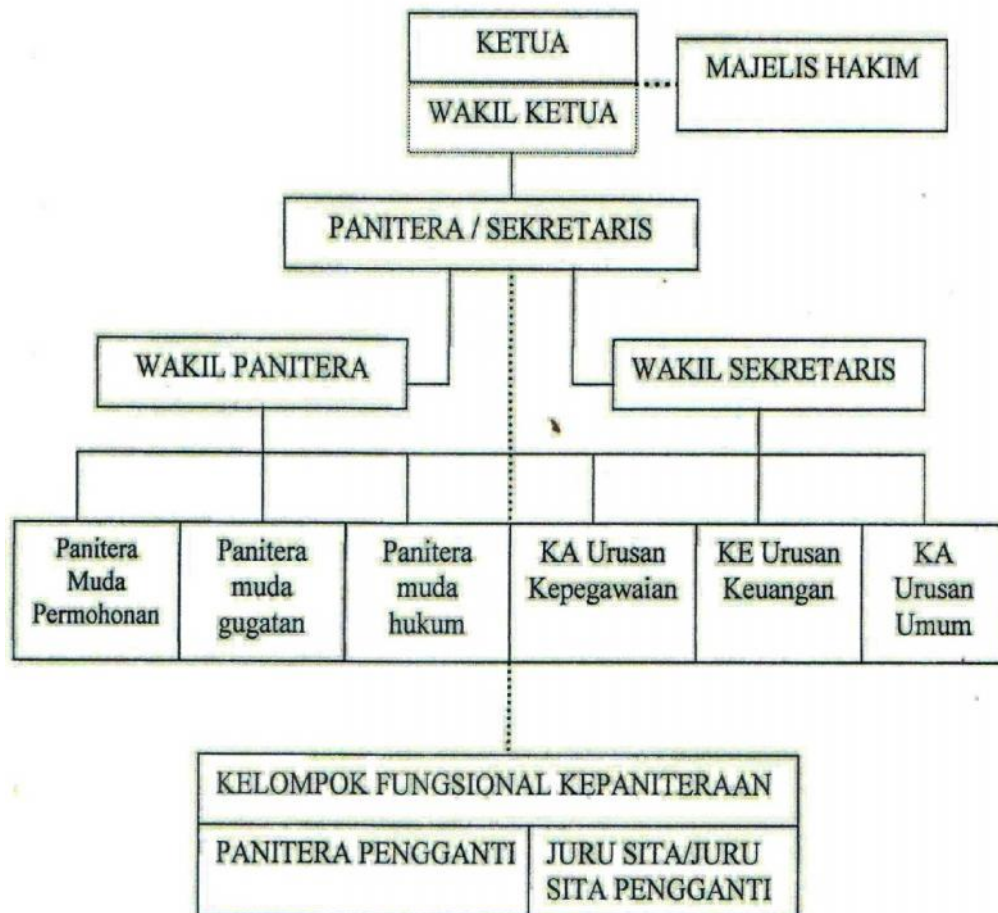 KETUA
MAJELIS HAKIM
WAKIL KETUA
PANITERA / SEKRETARIS
WAKIL PANITERA
WAKIL SEKRETARIS
Panitera
Muda
Permohonan
Panitera
muda
gugatan
Panitera
muda
hukum
KA Urusan
Kepegawaian
KE Urusan
Keuangan
KA
Urusan
Umum
KELOMPOK FUNGSIONAL KEPANITERAAN
PANITERA PENGGANTI
JURU SITA/JURU
SITA PENGGANTI